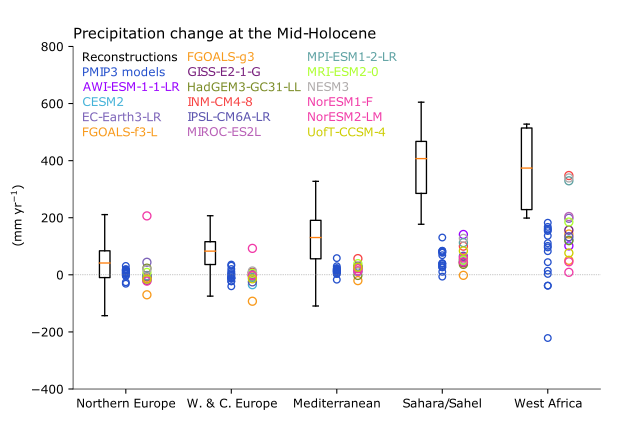 Precipitation change at the Mid-Holocene
800
600
400
200
0
−200
−400
(mm yr⁻¹)
Reconstructions FGOALS-g3 MPI-ESM1-2-LR
PMIP3 models GISS-E2-1-G MRI-ESM2-0
AWI-ESM-1-1-LR HadGEM3-GC31-LL NESM3
CESM2 INM-CM4-8 NorESM1-F
EC-Earth3-LR IPSL-CM6A-LR NorESM2-LM
FGOALS-f3-L MIROC-ES2L UofT-CCSM-4
Northern Europe W. & C. Europe Mediterranean Sahara/Sahel West Africa